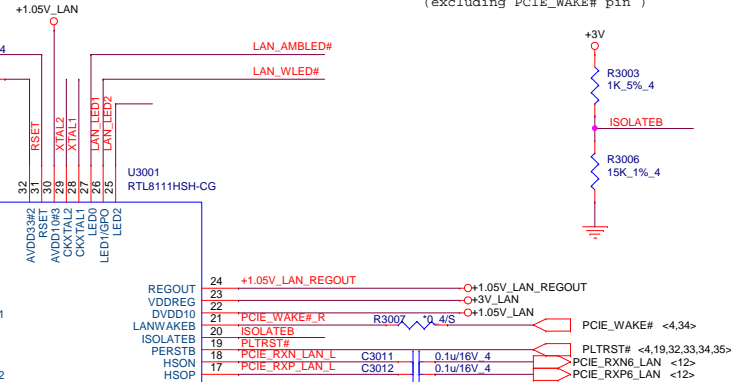 (excluding PCIE_WAKE# pin )
+1.05V_LAN
+3V
4
LAN_AMBLED#
LAN_WLED#
R3003
1K_5%_4
ISOLATEB
R3006
15K_1%_4
RSET
XTAL2
XTAL1
LAN_LED1
LAN_LED2
U3001
RTL8111HSH-CG
32
31
30
29
28
27
26
25
AVDD33#2
RSET
AVDD10#3
CKXTAL2
CKXTAL1
LED0
LED1/GPO
LED2
REGOUT 24 +1.05V_LAN_REGOUT +1.05V_LAN_REGOUT
VDDREG 23 +3V_LAN
DVDD10 22 +1.05V_LAN
LANWAKEB 21 PCIE_WAKE#_R R3007 *0_4/S PCIE_WAKE# <4,34>
ISOLATEB 20 ISOLATEB
PERSTB 19 PLTRST# PLTRST# <4,19,32,33,34,35>
HSON 18 PCIE_RXN_LAN_L C3011 0.1u/16V_4 PCIE_RXN6_LAN <12>
HSOP 17 PCIE_RXP_LAN_L C3012 0.1u/16V_4 PCIE_RXP6_LAN <12>
1
2